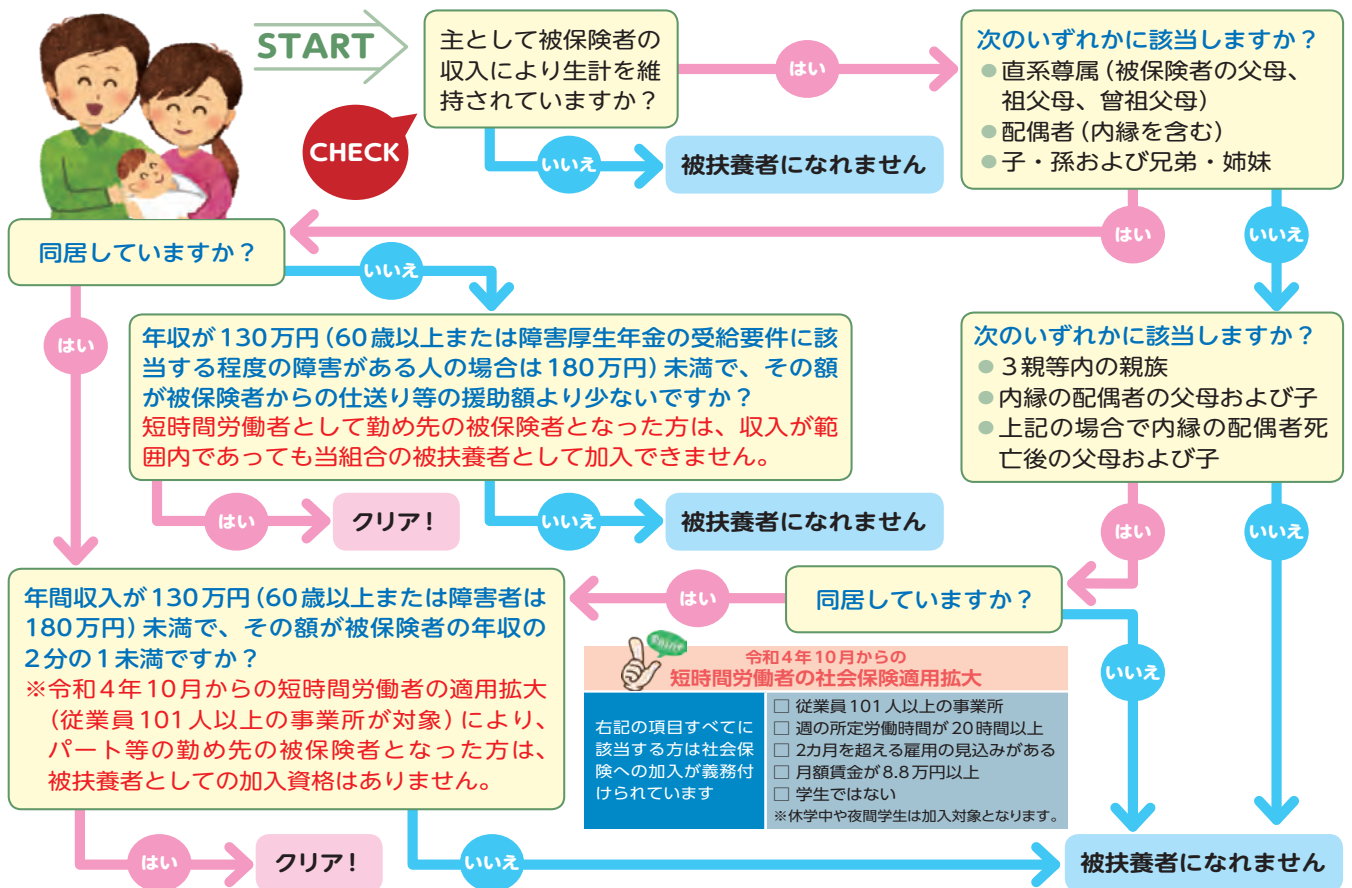 START
CHECK
主として被保険者の
収入により生計を維
持されていますか？
はい
いいえ
被扶養者になれません
次のいずれかに該当しますか？
●直系尊属（被保険者の父母、
祖父母、曾祖父母）
●配偶者（内縁を含む）
●子・孫および兄弟・姉妹
はい
いいえ
同居していますか？
はい
いいえ
年収が130万円（60歳以上または障害厚生年金の受給要件に該
当する程度の障害がある人の場合は180万円）未満で、その額
が被保険者からの仕送り等の援助額より少ないですか？
短時間労働者として勤め先の被保険者となった方は、収入が範
囲内であっても当組合の被扶養者として加入できません。
はい
クリア！
いいえ
被扶養者になれません
次のいずれかに該当しますか？
●3親等内の親族
●内縁の配偶者の父母および子
●上記の場合で内縁の配偶者死
亡後の父母および子
はい
いいえ
同居していますか？
はい
いいえ
年間収入が130万円（60歳以上または障害者は
180万円）未満で、その額が被保険者の年収の
2分の1未満ですか？
※令和4年10月からの短時間労働者の適用拡大
（従業員101人以上の事業所が対象）により、
パート等の勤め先の被保険者となった方は、
被扶養者としての加入資格はありません。
はい
クリア！
いいえ
被扶養者になれません
Point
令和4年10月からの
短時間労働者の社会保険適用拡大
右記の項目すべてに
該当する方は社会保
険への加入が義務付
けられています
□ 従業員101人以上の事業所
□ 週の所定労働時間が20時間以上
□ 2カ月を超える雇用の見込みがある
□ 月額賃金が8.8万円以上
□ 学生ではない
※休学中や夜間学生は加入対象となります。